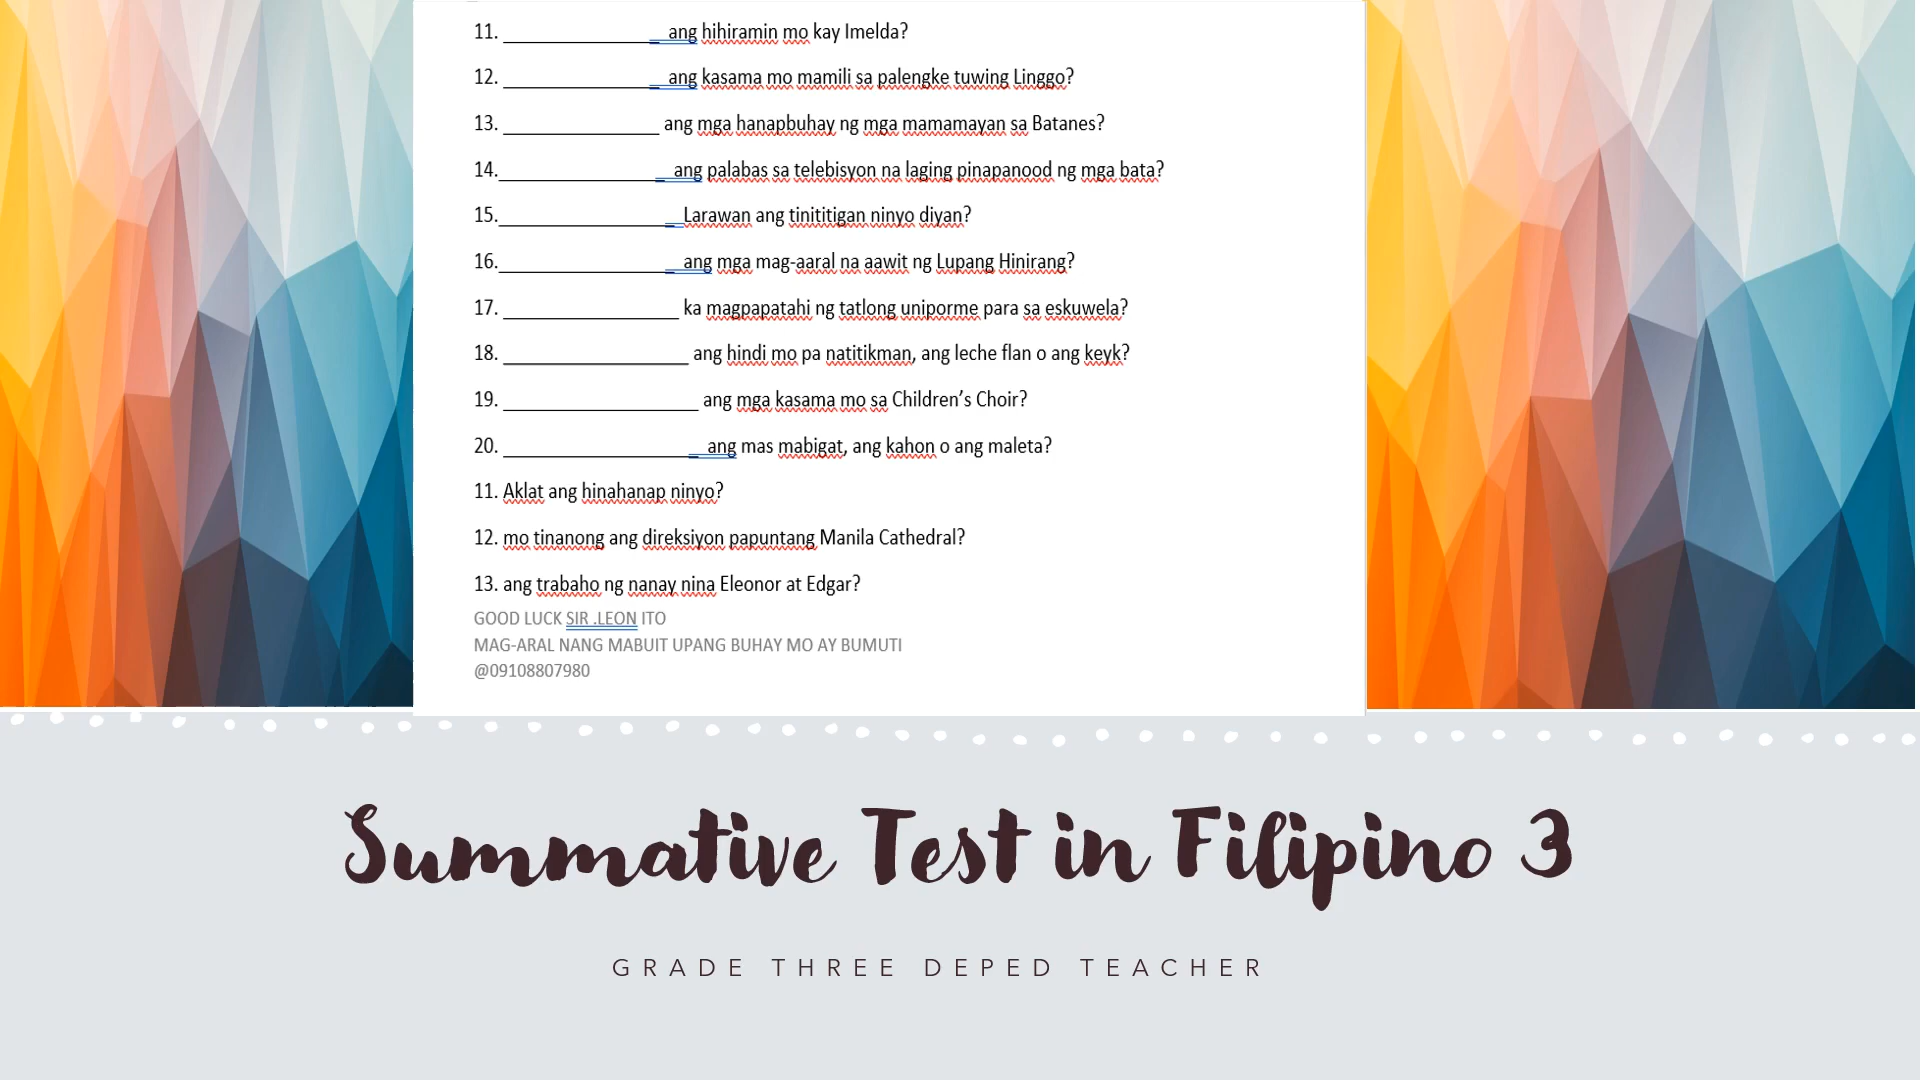 11. ________________ ang hihiramin mo kay Imelda?
12. ________________ ang kasama mo mamili sa palengke tuwing Linggo?
13. ________________ ang mga hanapbuhay ng mga mamamayan sa Batanes?
14.________________ ang palabas sa telebisyon na laging pinapanood ng mga bata?
15.__________________Larawan ang tinititigan ninyo diyan?
16.__________________ ang mga mag-aaral na aawit ng Lupang Hinirang?
17. __________________ ka magpapatahi ng tatlong uniporme para sa eskuwela?
18. ___________________ ang hindi mo pa natitikman, ang leche flan o ang keyk?
19. ____________________ ang mga kasama mo sa Children’s Choir?
20. ____________________ ang mas mabigat, ang kahon o ang maleta?
11. Aklat ang hinahanap ninyo?
12. mo tinanong ang direksiyon papuntang Manila Cathedral?
13. ang trabaho ng nanay nina Eleonor at Edgar?
GOOD LUCK SIR .LEON ITO
MAG-ARAL NANG MABUIT UPANG BUHAY MO AY BUMUTI
@09108807980
Summative Test in Filipino 3
GRADE THREE DEPED TEACHER